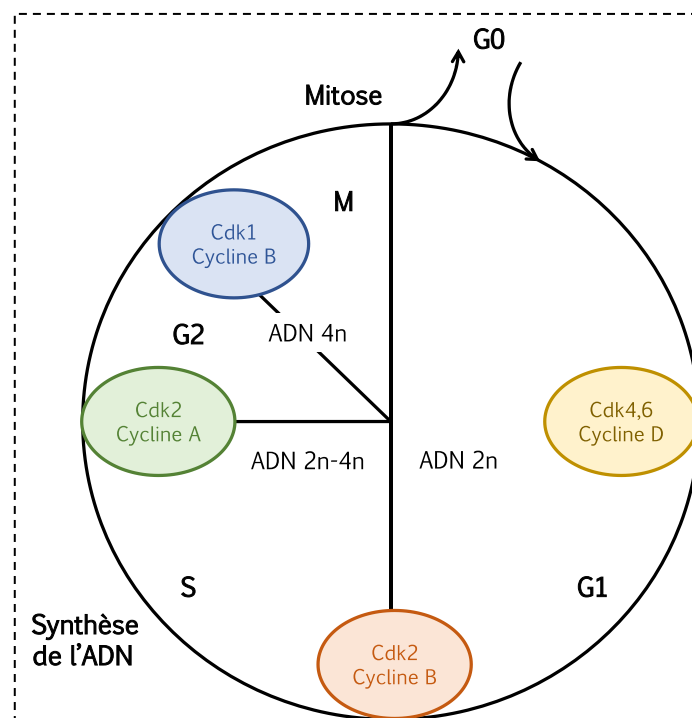 G0
Mitose
M
Cdk1
Cycline B
G2
ADN 4n
Cdk2
Cycline A
Cdk4,6
Cycline D
ADN 2n-4n
ADN 2n
S
G1
Synthèse
de l'ADN
Cdk2
Cycline B